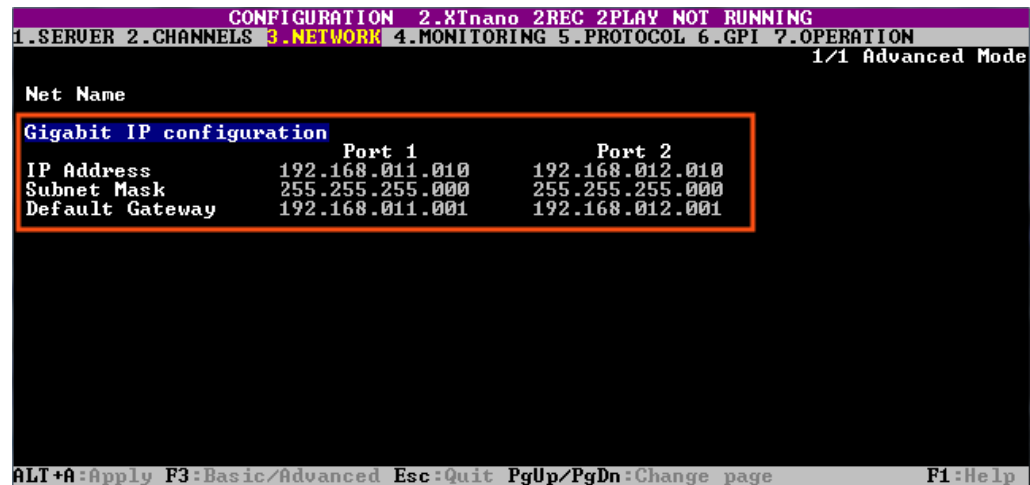 CONFIGURATION 2.XTnano 2REC 2PLAY NOT RUNNING
1.SERVER 2.CHANNELS 3.NETWORK 4.MONITORING 5.PROTOCOL 6.GPI 7.OPERATION
1/1 Advanced Mode
Net Name
Gigabit IP configuration
Port 1 Port 2
IP Address 192.168.011.010 192.168.012.010
Subnet Mask 255.255.255.000 255.255.255.000
Default Gateway 192.168.011.001 192.168.012.001
ALT+A:Apply F3:Basic/Advanced Esc:Quit PgUp/PgDn:Change page F1:Help